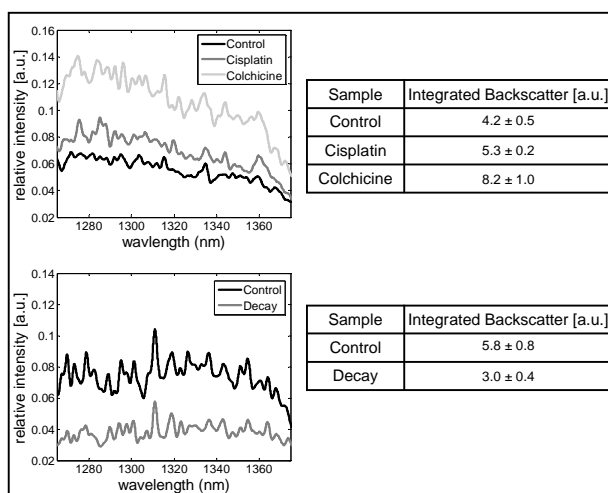 0.16
0.14
0.12
0.1
0.08
0.06
0.04
0.02
relative intensity [a.u.]
Control
Cisplatin
Colchicine
1280 1300 1320 1340 1360
wavlength (nm)
Sample Integrated Backscatter [a.u.]
Control 4.2 ± 0.5
Cisplatin 5.3 ± 0.2
Colchicine 8.2 ± 1.0
0.14
0.12
0.1
0.08
0.06
0.04
0.02
relative intensity [a.u.]
Control
Decay
1280 1300 1320 1340 1360
wavelength (nm)
Sample Integrated Backscatter [a.u.]
Control 5.8 ± 0.8
Decay 3.0 ± 0.4